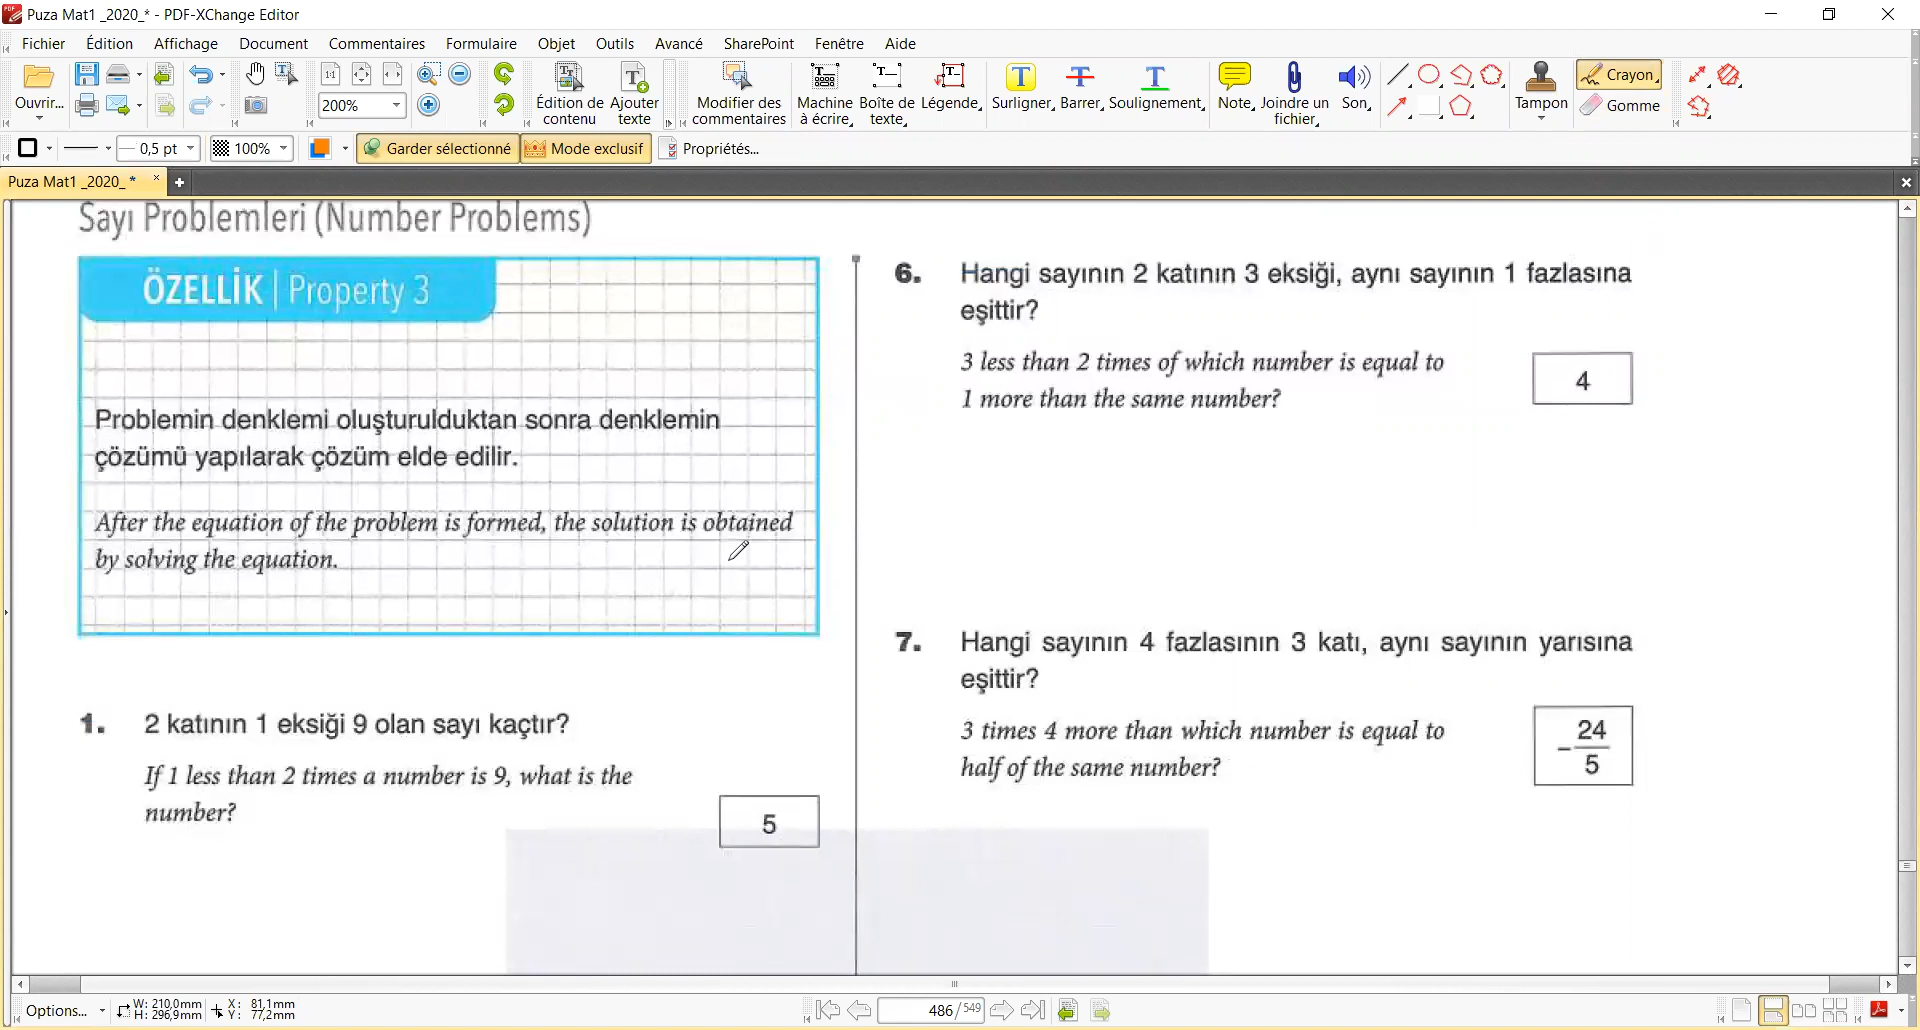 Puza Mat1 _2020_* - PDF-XChange Editor
Fichier Édition Affichage Document Commentaires Formulaire Objet Outils Avancé SharePoint Fenêtre Aide
Ouvrir...
1:1
200%
Édition de contenu
Ajouter texte
Modifier des commentaires
Machine à écrire
Boîte de texte
Légende
Surligner
Barrer
Soulignement
Note
Joindre un fichier
Son
Tampon
Crayon
Gomme
0,5 pt 100% Garder sélectionné Mode exclusif Propriétés...
Puza Mat1 _2020_ *
Sayı Problemleri (Number Problems)
ÖZELLİK | Property 3
Problemin denklemi oluşturulduktan sonra denklemin
çözümü yapılarak çözüm elde edilir.
After the equation of the problem is formed, the solution is obtained
by solving the equation.
1. 2 katının 1 eksiği 9 olan sayı kaçtır?
If 1 less than 2 times a number is 9, what is the
number?
5
6. Hangi sayının 2 katının 3 eksiği, aynı sayının 1 fazlasına
eşittir?
3 less than 2 times of which number is equal to
1 more than the same number?
4
7. Hangi sayının 4 fazlasının 3 katı, aynı sayının yarısına
eşittir?
3 times 4 more than which number is equal to
half of the same number?
-24/5
Options...
W: 210,0mm
H: 296,9mm
X: 81,1mm
Y: 77,2mm
486/549